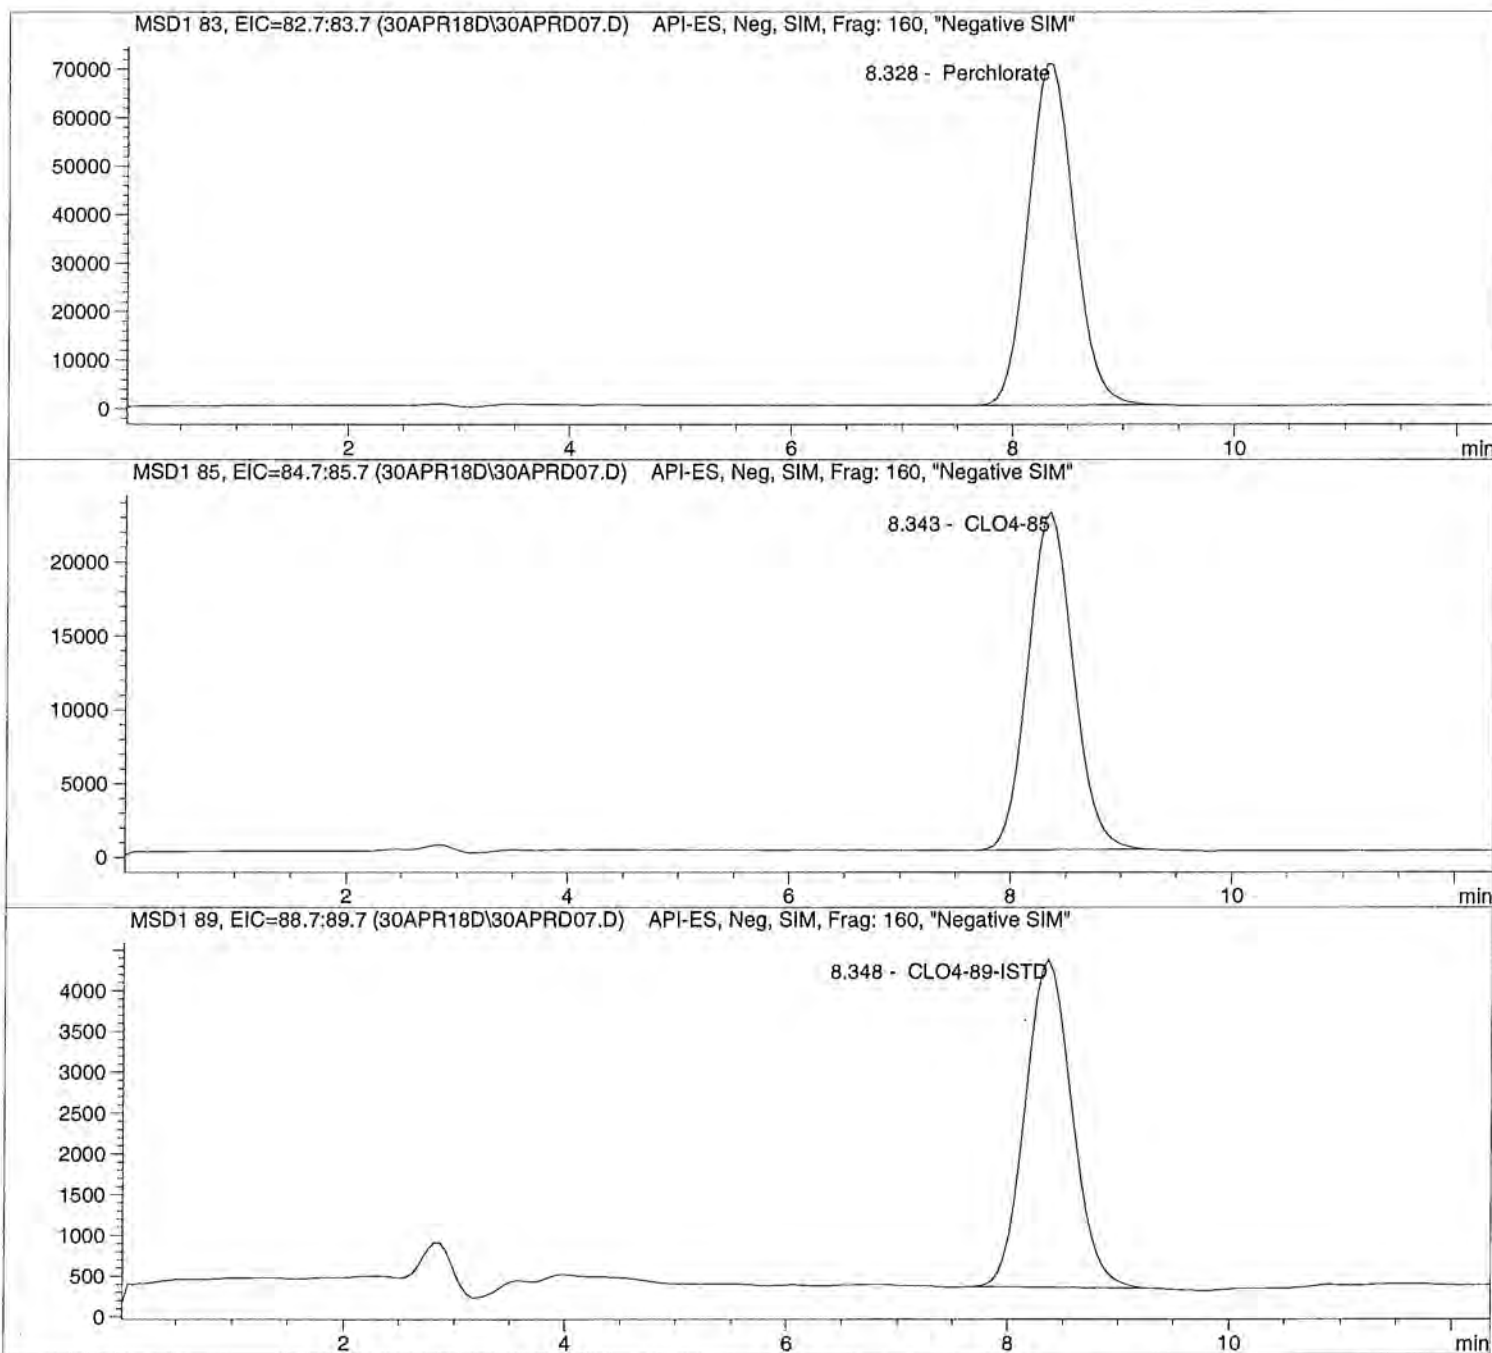 MSD1 83, EIC=82.7:83.7 (30APR18D\30APRD07.D) API-ES, Neg, SIM, Frag: 160, "Negative SIM"
70000
8.328 - Perchlorate
60000
50000
40000
30000
20000
10000
0
2 4 6 8 10 min
MSD1 85, EIC=84.7:85.7 (30APR18D\30APRD07.D) API-ES, Neg, SIM, Frag: 160, "Negative SIM"
8.343 - CLO4-85
20000
15000
10000
5000
0
2 4 6 8 10 min
MSD1 89, EIC=88.7:89.7 (30APR18D\30APRD07.D) API-ES, Neg, SIM, Frag: 160, "Negative SIM"
8.348 - CLO4-89-ISTD
4000
3500
3000
2500
2000
1500
1000
500
0
2 4 6 8 10 min